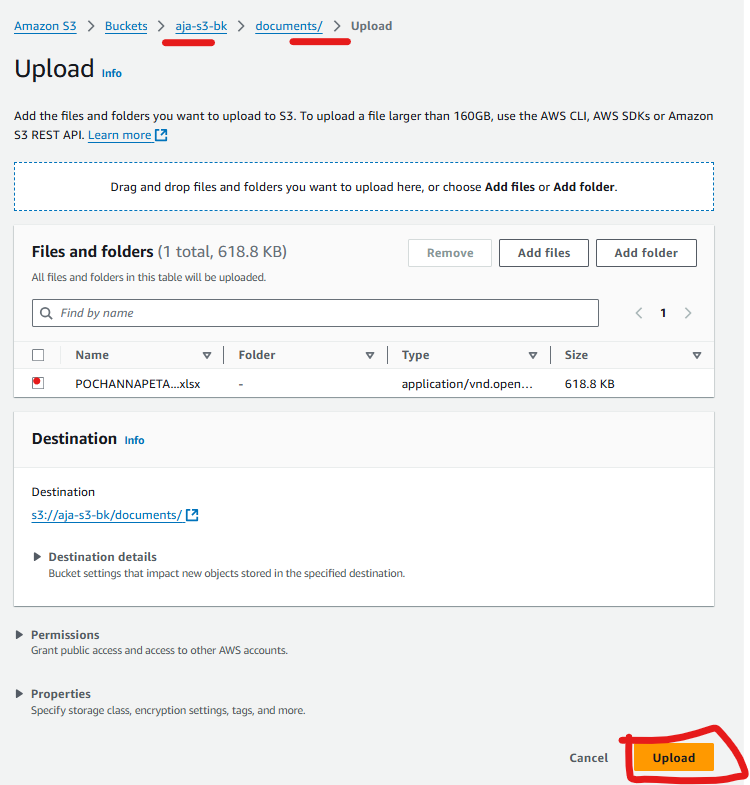 Amazon S3 > Buckets > aja-s3-bk > documents/ > Upload
Upload Info
Add the files and folders you want to upload to S3. To upload a file larger than 160GB, use the AWS CLI, AWS SDKs or Amazon
S3 REST API. Learn more
Drag and drop files and folders you want to upload here, or choose Add files or Add folder.
Files and folders (1 total, 618.8 KB)
Remove
Add files
Add folder
All files and folders in this table will be uploaded.
Find by name
1
Name Folder Type Size
POCHANNAPETA...xlsx - application/vnd.open... 618.8 KB
Destination Info
Destination
s3://aja-s3-bk/documents/
Destination details
Bucket settings that impact new objects stored in the specified destination.
Permissions
Grant public access and access to other AWS accounts.
Properties
Specify storage class, encryption settings, tags, and more.
Cancel Upload